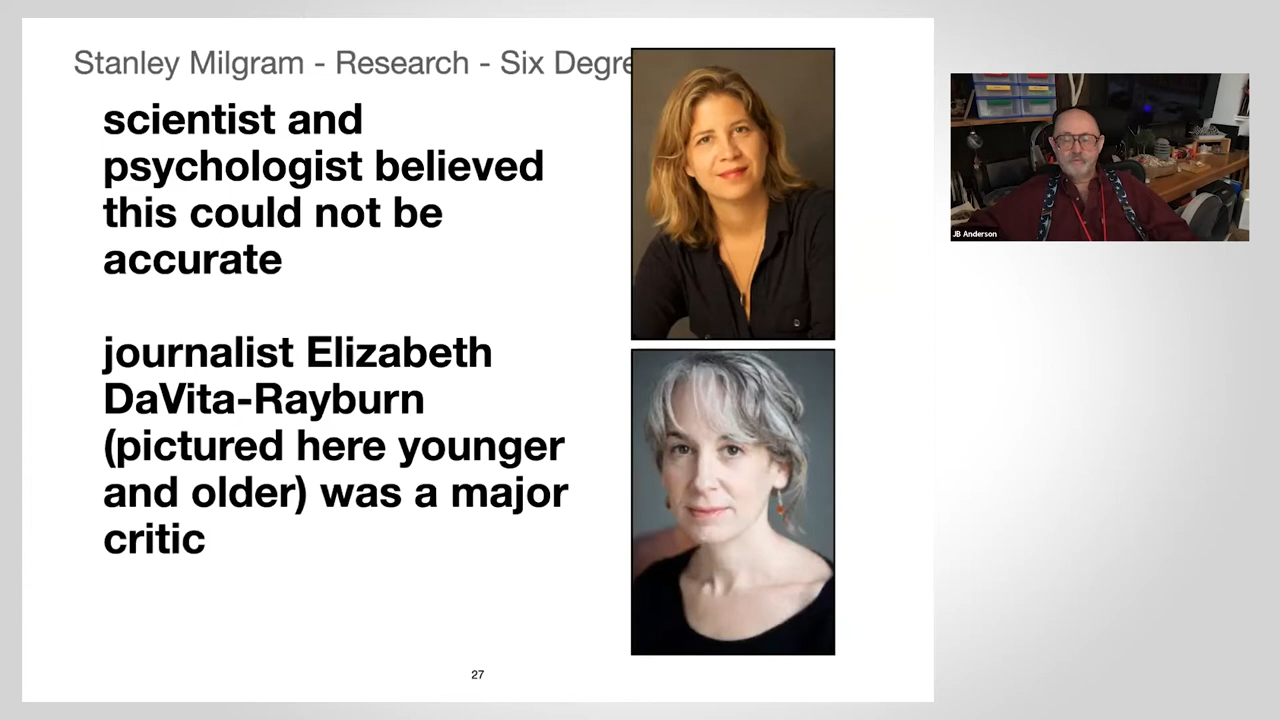 Stanley Milgram - Research - Six Degre
scientist and
psychologist believed
this could not be
accurate
journalist Elizabeth
DaVita-Rayburn
(pictured here younger
and older) was a major
critic
27
JB Anderson